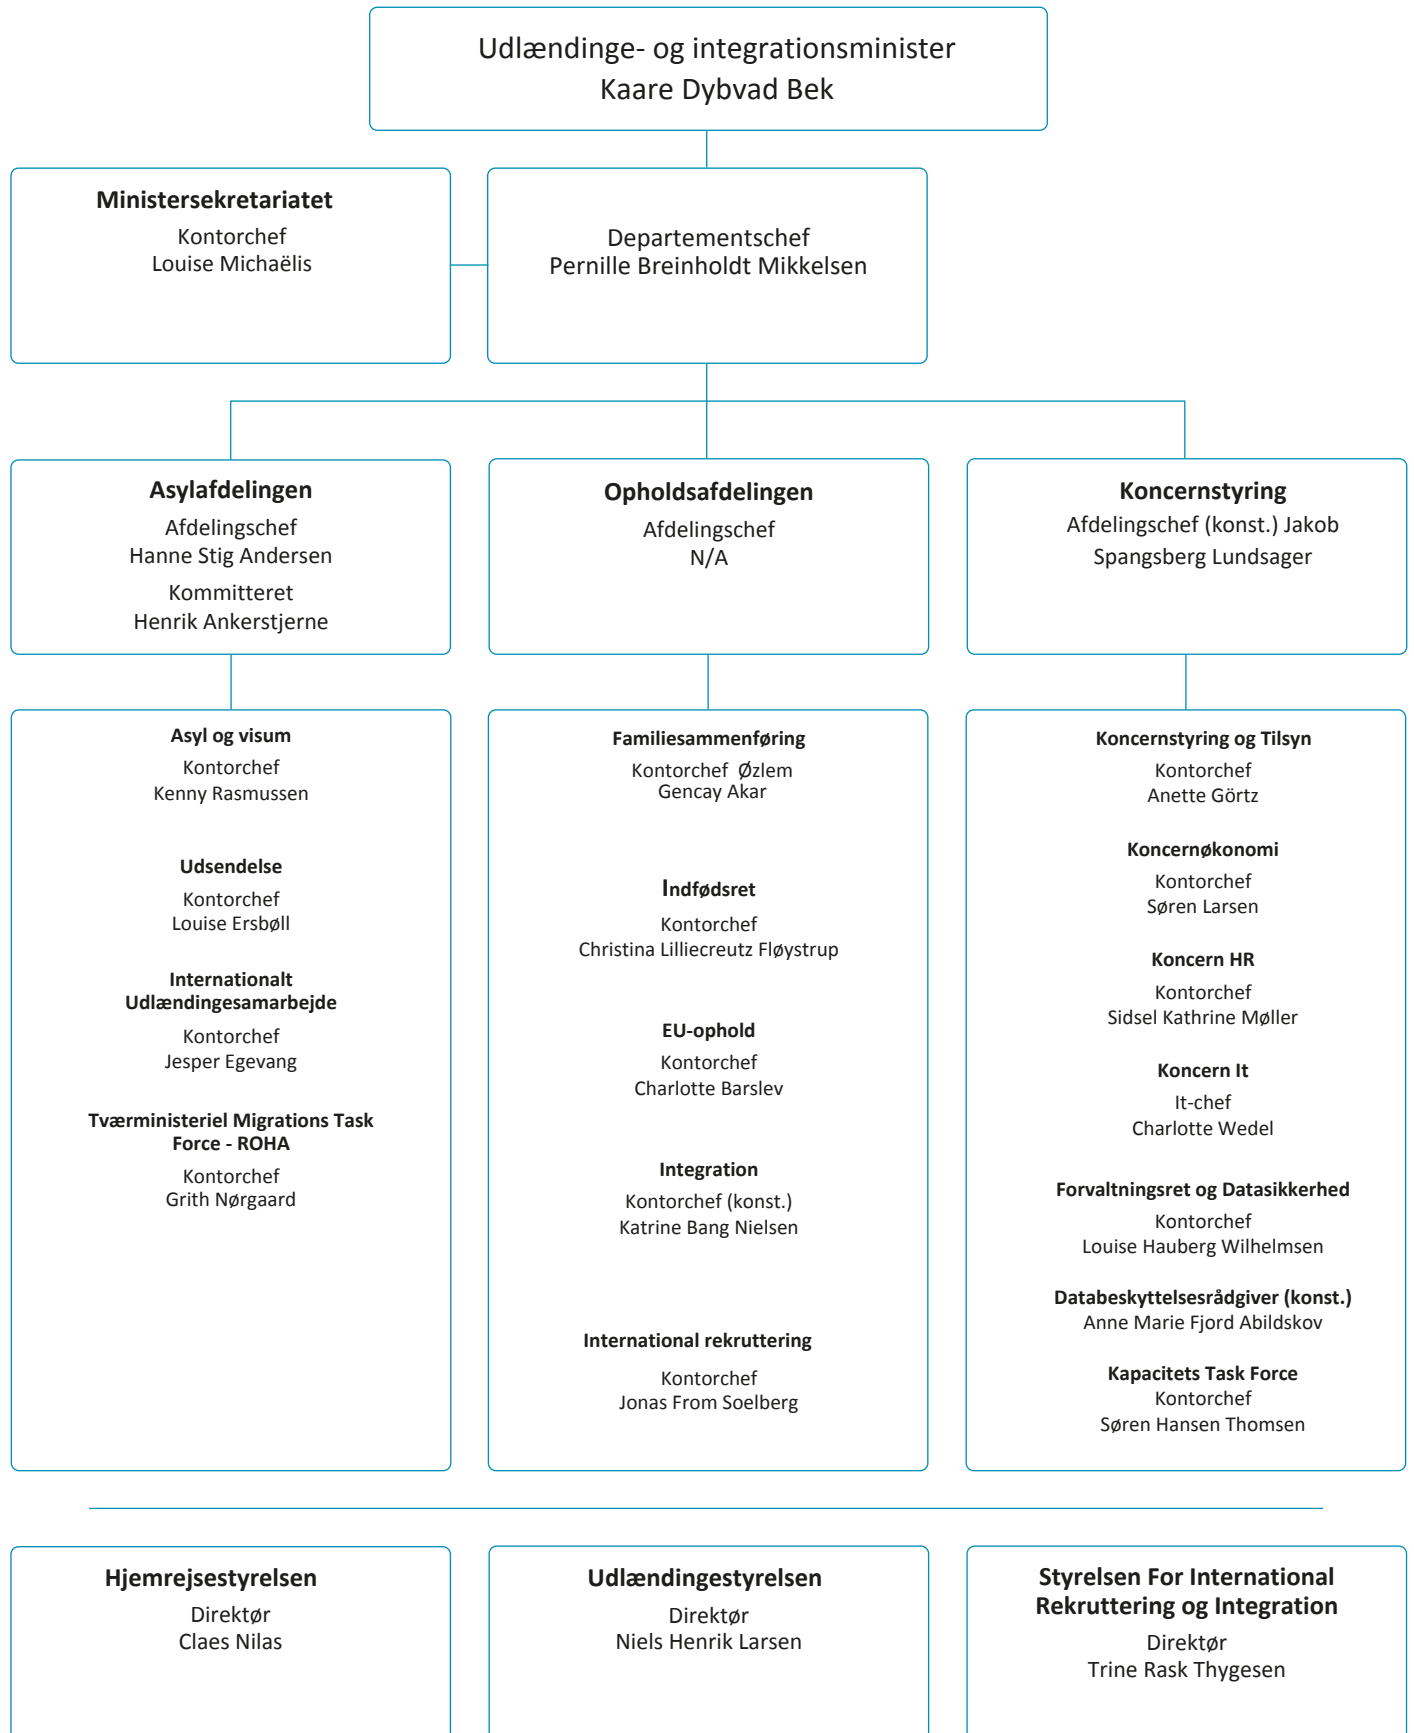 Udlændinge- og integrationsminister
Kaare Dybvad Bek
Ministersekretariatet
Kontorchef
Louise Michaëlis
Departementschef
Pernille Breinholdt Mikkelsen
Asylafdelingen
Afdelingschef
Hanne Stig Andersen
Kommitteret
Henrik Ankerstjerne
Opholdsafdelingen
Afdelingschef
N/A
Koncernstyring
Afdelingschef (konst.) Jakob
Spangsberg Lundsager
Asyl og visum
Kontorchef
Kenny Rasmussen
Udsendelse
Kontorchef
Louise Ersbøll
Internationalt
Udlændingesamarbejde
Kontorchef
Jesper Egevang
Tværministeriel Migrations Task
Force - ROHA
Kontorchef
Grith Nørgaard
Familiesammenføring
Kontorchef Øzlem
Gencay Akar
Indfødsret
Kontorchef
Christina Lilliecreutz Fløystrup
EU-ophold
Kontorchef
Charlotte Barslev
Integration
Kontorchef (konst.)
Katrine Bang Nielsen
International rekruttering
Kontorchef
Jonas From Soelberg
Koncernstyring og Tilsyn
Kontorchef
Anette Görtz
Koncernøkonomi
Kontorchef
Søren Larsen
Koncern HR
Kontorchef
Sidsel Kathrine Møller
Koncern It
It-chef
Charlotte Wedel
Forvaltningsret og Datasikkerhed
Kontorchef
Louise Hauberg Wilhelmsen
Databeskyttelsesrådgiver (konst.)
Anne Marie Fjord Abildskov
Kapacitets Task Force
Kontorchef
Søren Hansen Thomsen
Hjemrejsestyrelsen
Direktør
Claes Nilas
Udlændingestyrelsen
Direktør
Niels Henrik Larsen
Styrelsen For International
Rekruttering og Integration
Direktør
Trine Rask Thygesen